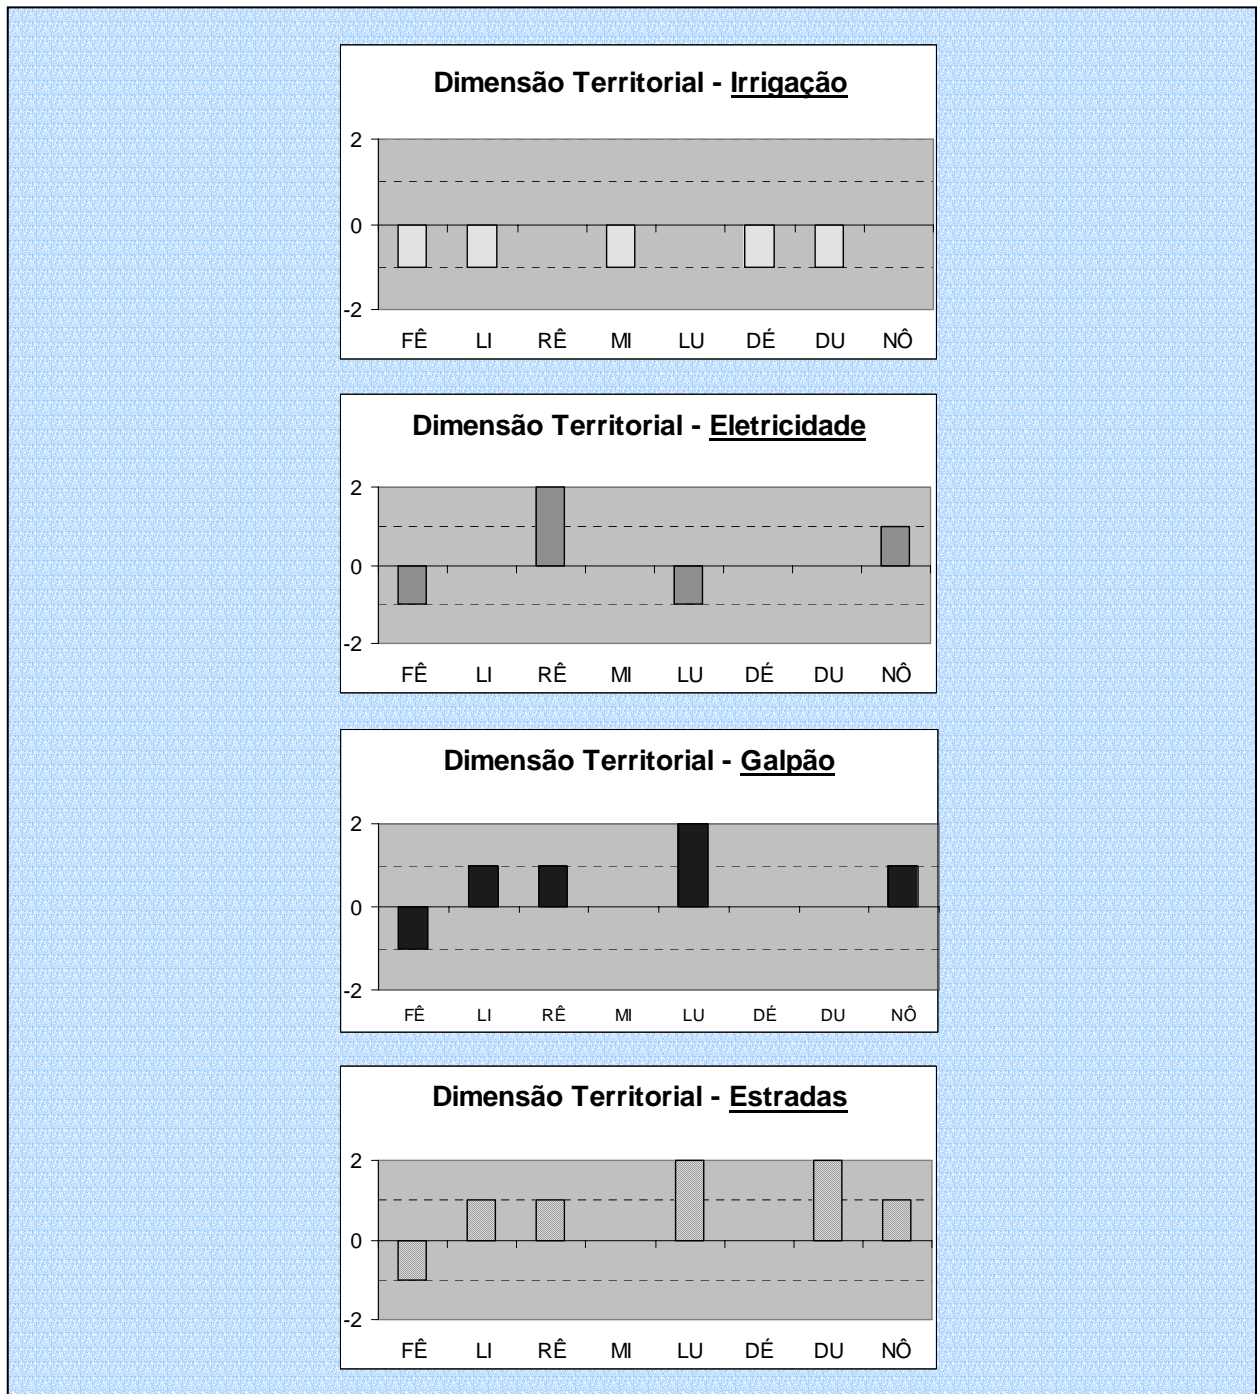 Dimensão Territorial - Irrigação
2
0
-2
FÊ LI RÊ MI LU DÉ DU NÔ
Dimensão Territorial - Eletricidade
2
0
-2
FÊ LI RÊ MI LU DÉ DU NÔ
Dimensão Territorial - Galpão
2
0
-2
FÊ LI RÊ MI LU DÉ DU NÔ
Dimensão Territorial - Estradas
2
0
-2
FÊ LI RÊ MI LU DÉ DU NÔ